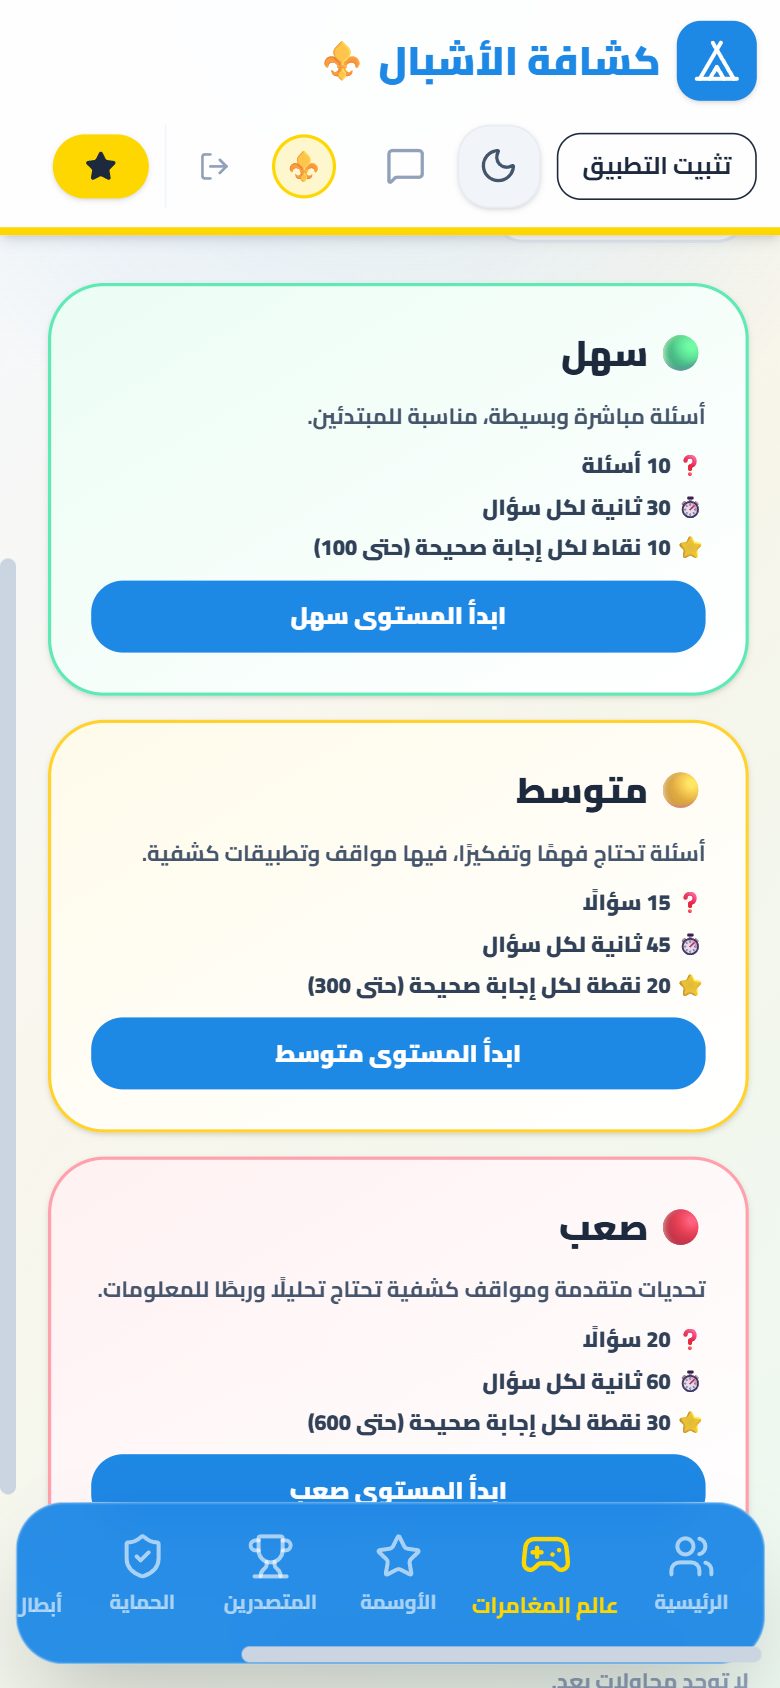 كشافة الأشبال
تثبيت التطبيق
سهل
أسئلة مباشرة وبسيطة، مناسبة للمبتدئين.
10 أسئلة
30 ثانية لكل سؤال
10 نقاط لكل إجابة صحيحة (حتى 100)
ابدأ المستوى سهل
متوسط
أسئلة تحتاج فهمًا وتفكيرًا، فيها مواقف وتطبيقات كشفية.
15 سؤالًا
45 ثانية لكل سؤال
20 نقطة لكل إجابة صحيحة (حتى 300)
ابدأ المستوى متوسط
صعب
تحديات متقدمة ومواقف كشفية تحتاج تحليلًا وربطًا للمعلومات.
20 سؤالًا
60 ثانية لكل سؤال
30 نقطة لكل إجابة صحيحة (حتى 600)
ابدأ المستوى صعب
الرئيسية
عالم المغامرات
الأوسمة
المتصدرين
الحماية
أبطال
لا توجد محاولات بعد.